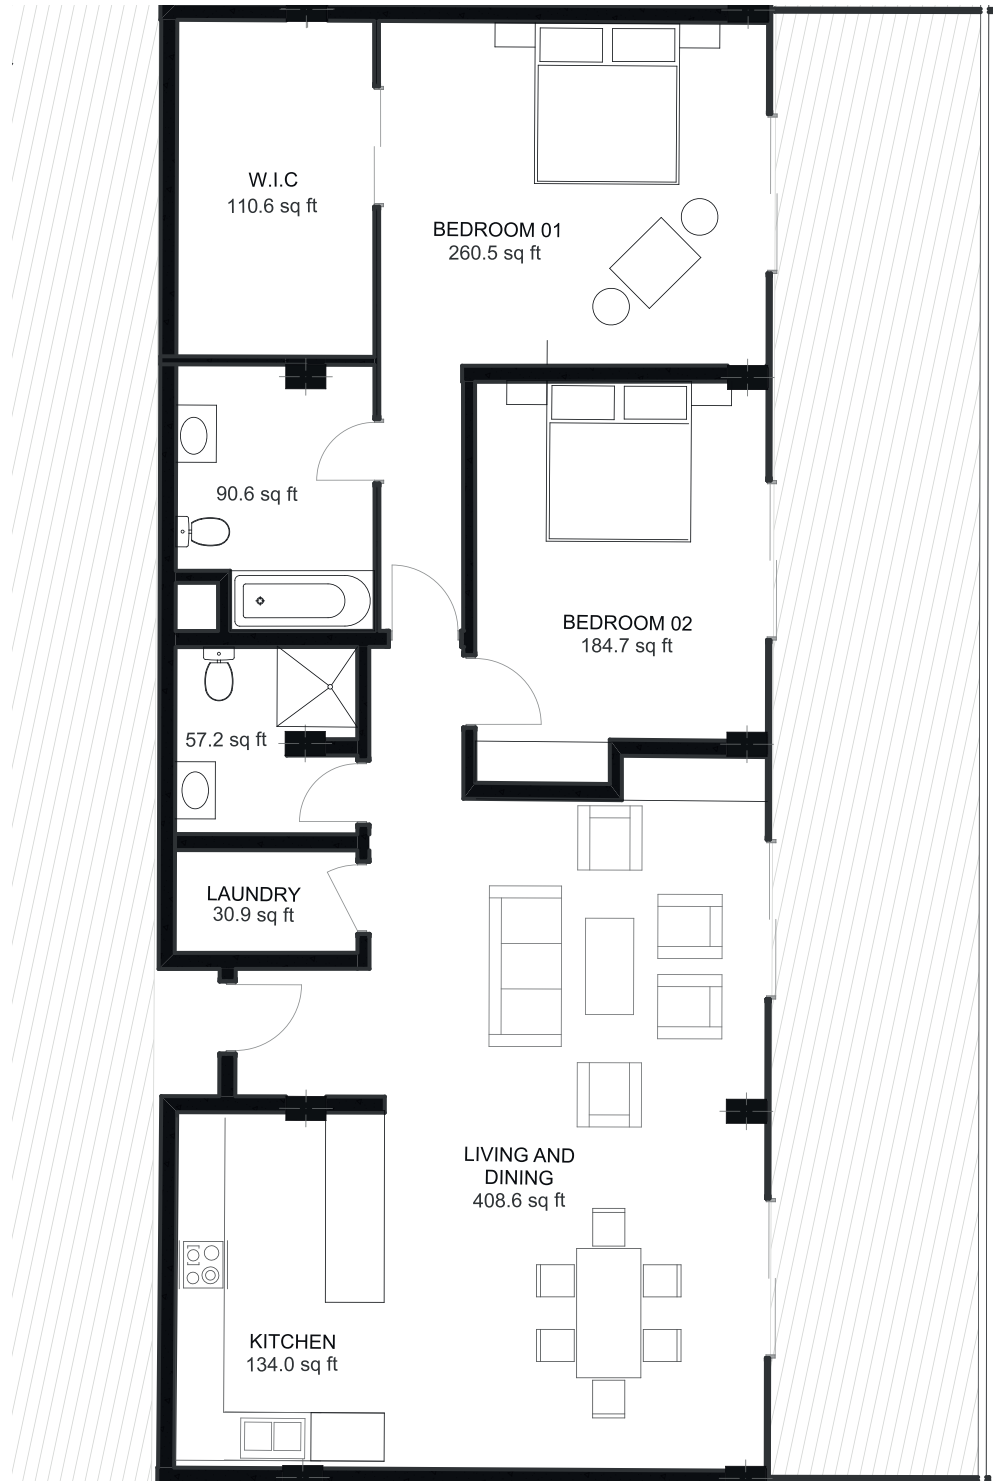 W.I.C
110.6 sq ft
BEDROOM 01
260.5 sq ft
90.6 sq ft
BEDROOM 02
184.7 sq ft
57.2 sq ft
LAUNDRY
30.9 sq ft
LIVING AND
DINING
408.6 sq ft
KITCHEN
134.0 sq ft